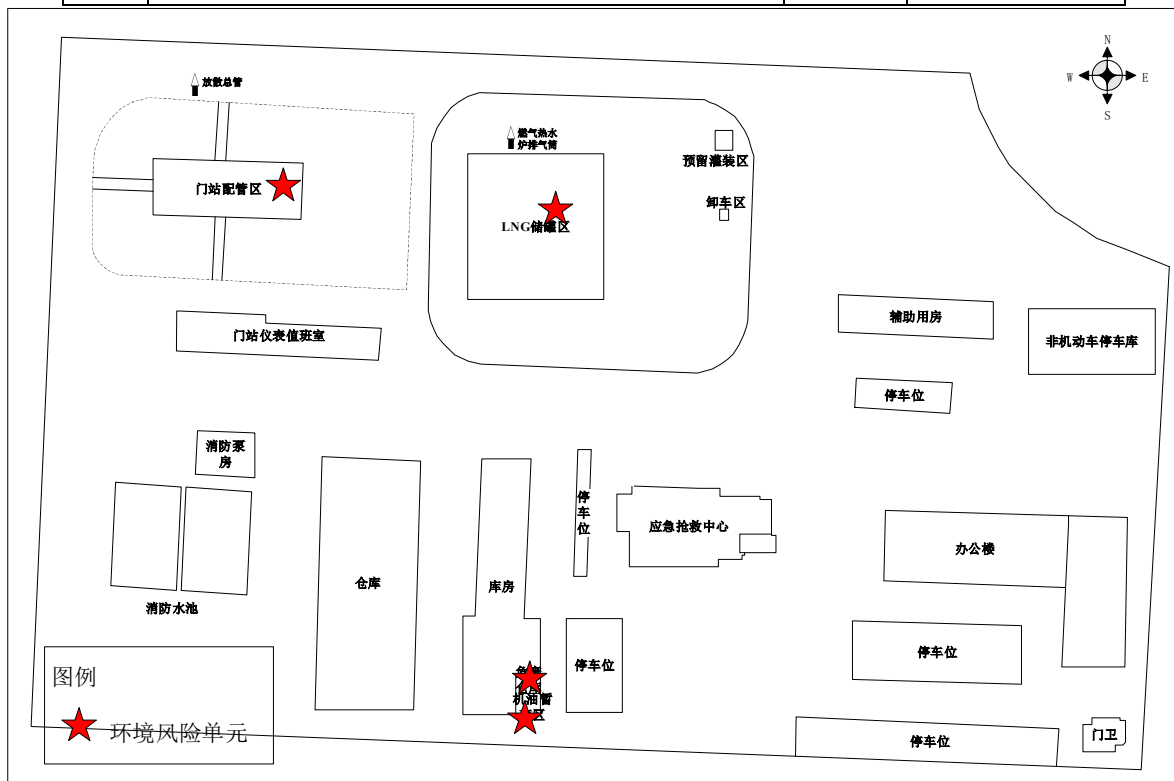 N
W
E
S
放散总管
燃气热水
炉排气筒
预留灌装区
门站配管区
卸车区
LNG储罐区
门站仪表值班室
辅助用房
非机动车停车库
停车位
消防泵
房
停
车
位
应急抢救中心
办公楼
仓库
库房
消防水池
停车位
停车位
机油暂
区
图例
环境风险单元
停车位
门卫